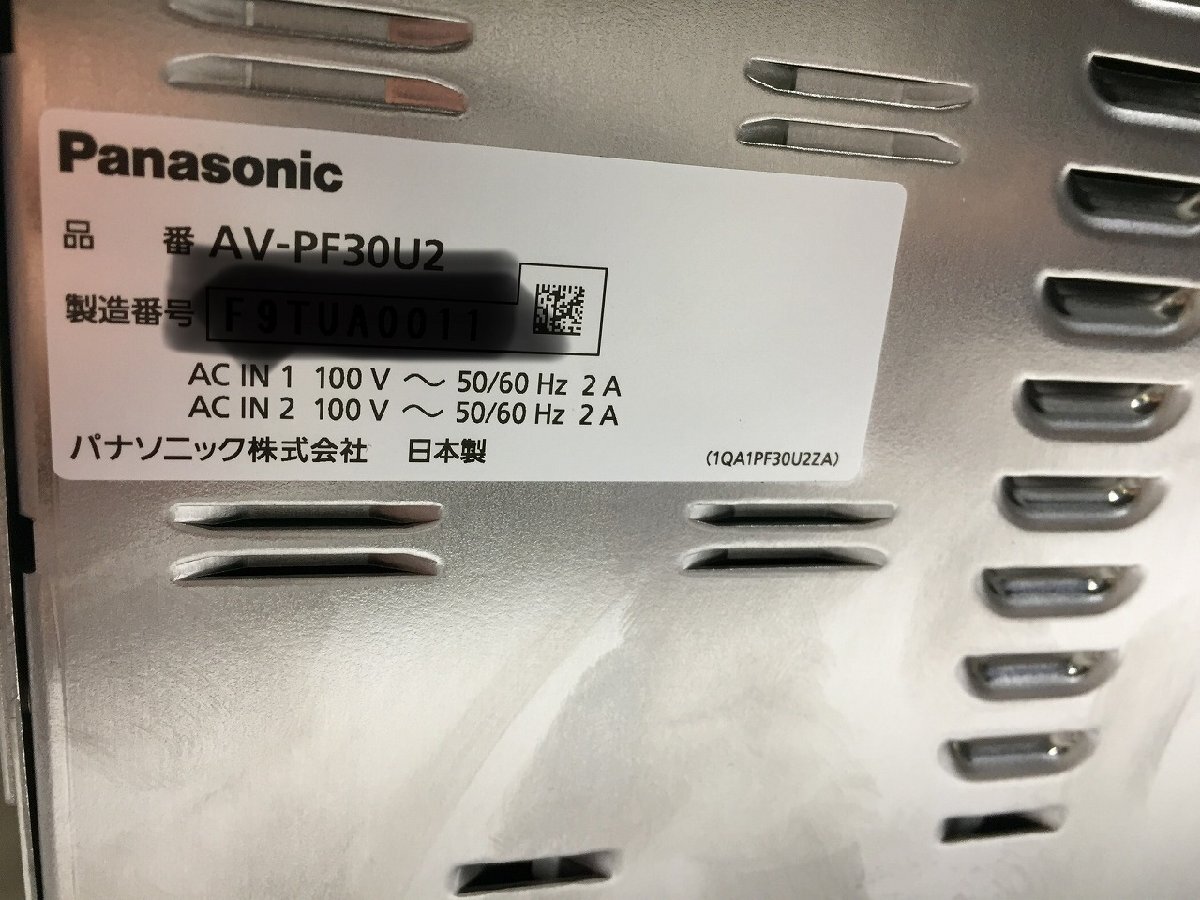 Panasonic
品 番 AV-PF30U2
製造番号 F9TUA0011
AC IN 1 100 V ～ 50/60 Hz 2 A
AC IN 2 100 V ～ 50/60 Hz 2 A
パナソニック株式会社 日本製 (1QA1PF30U2ZA)